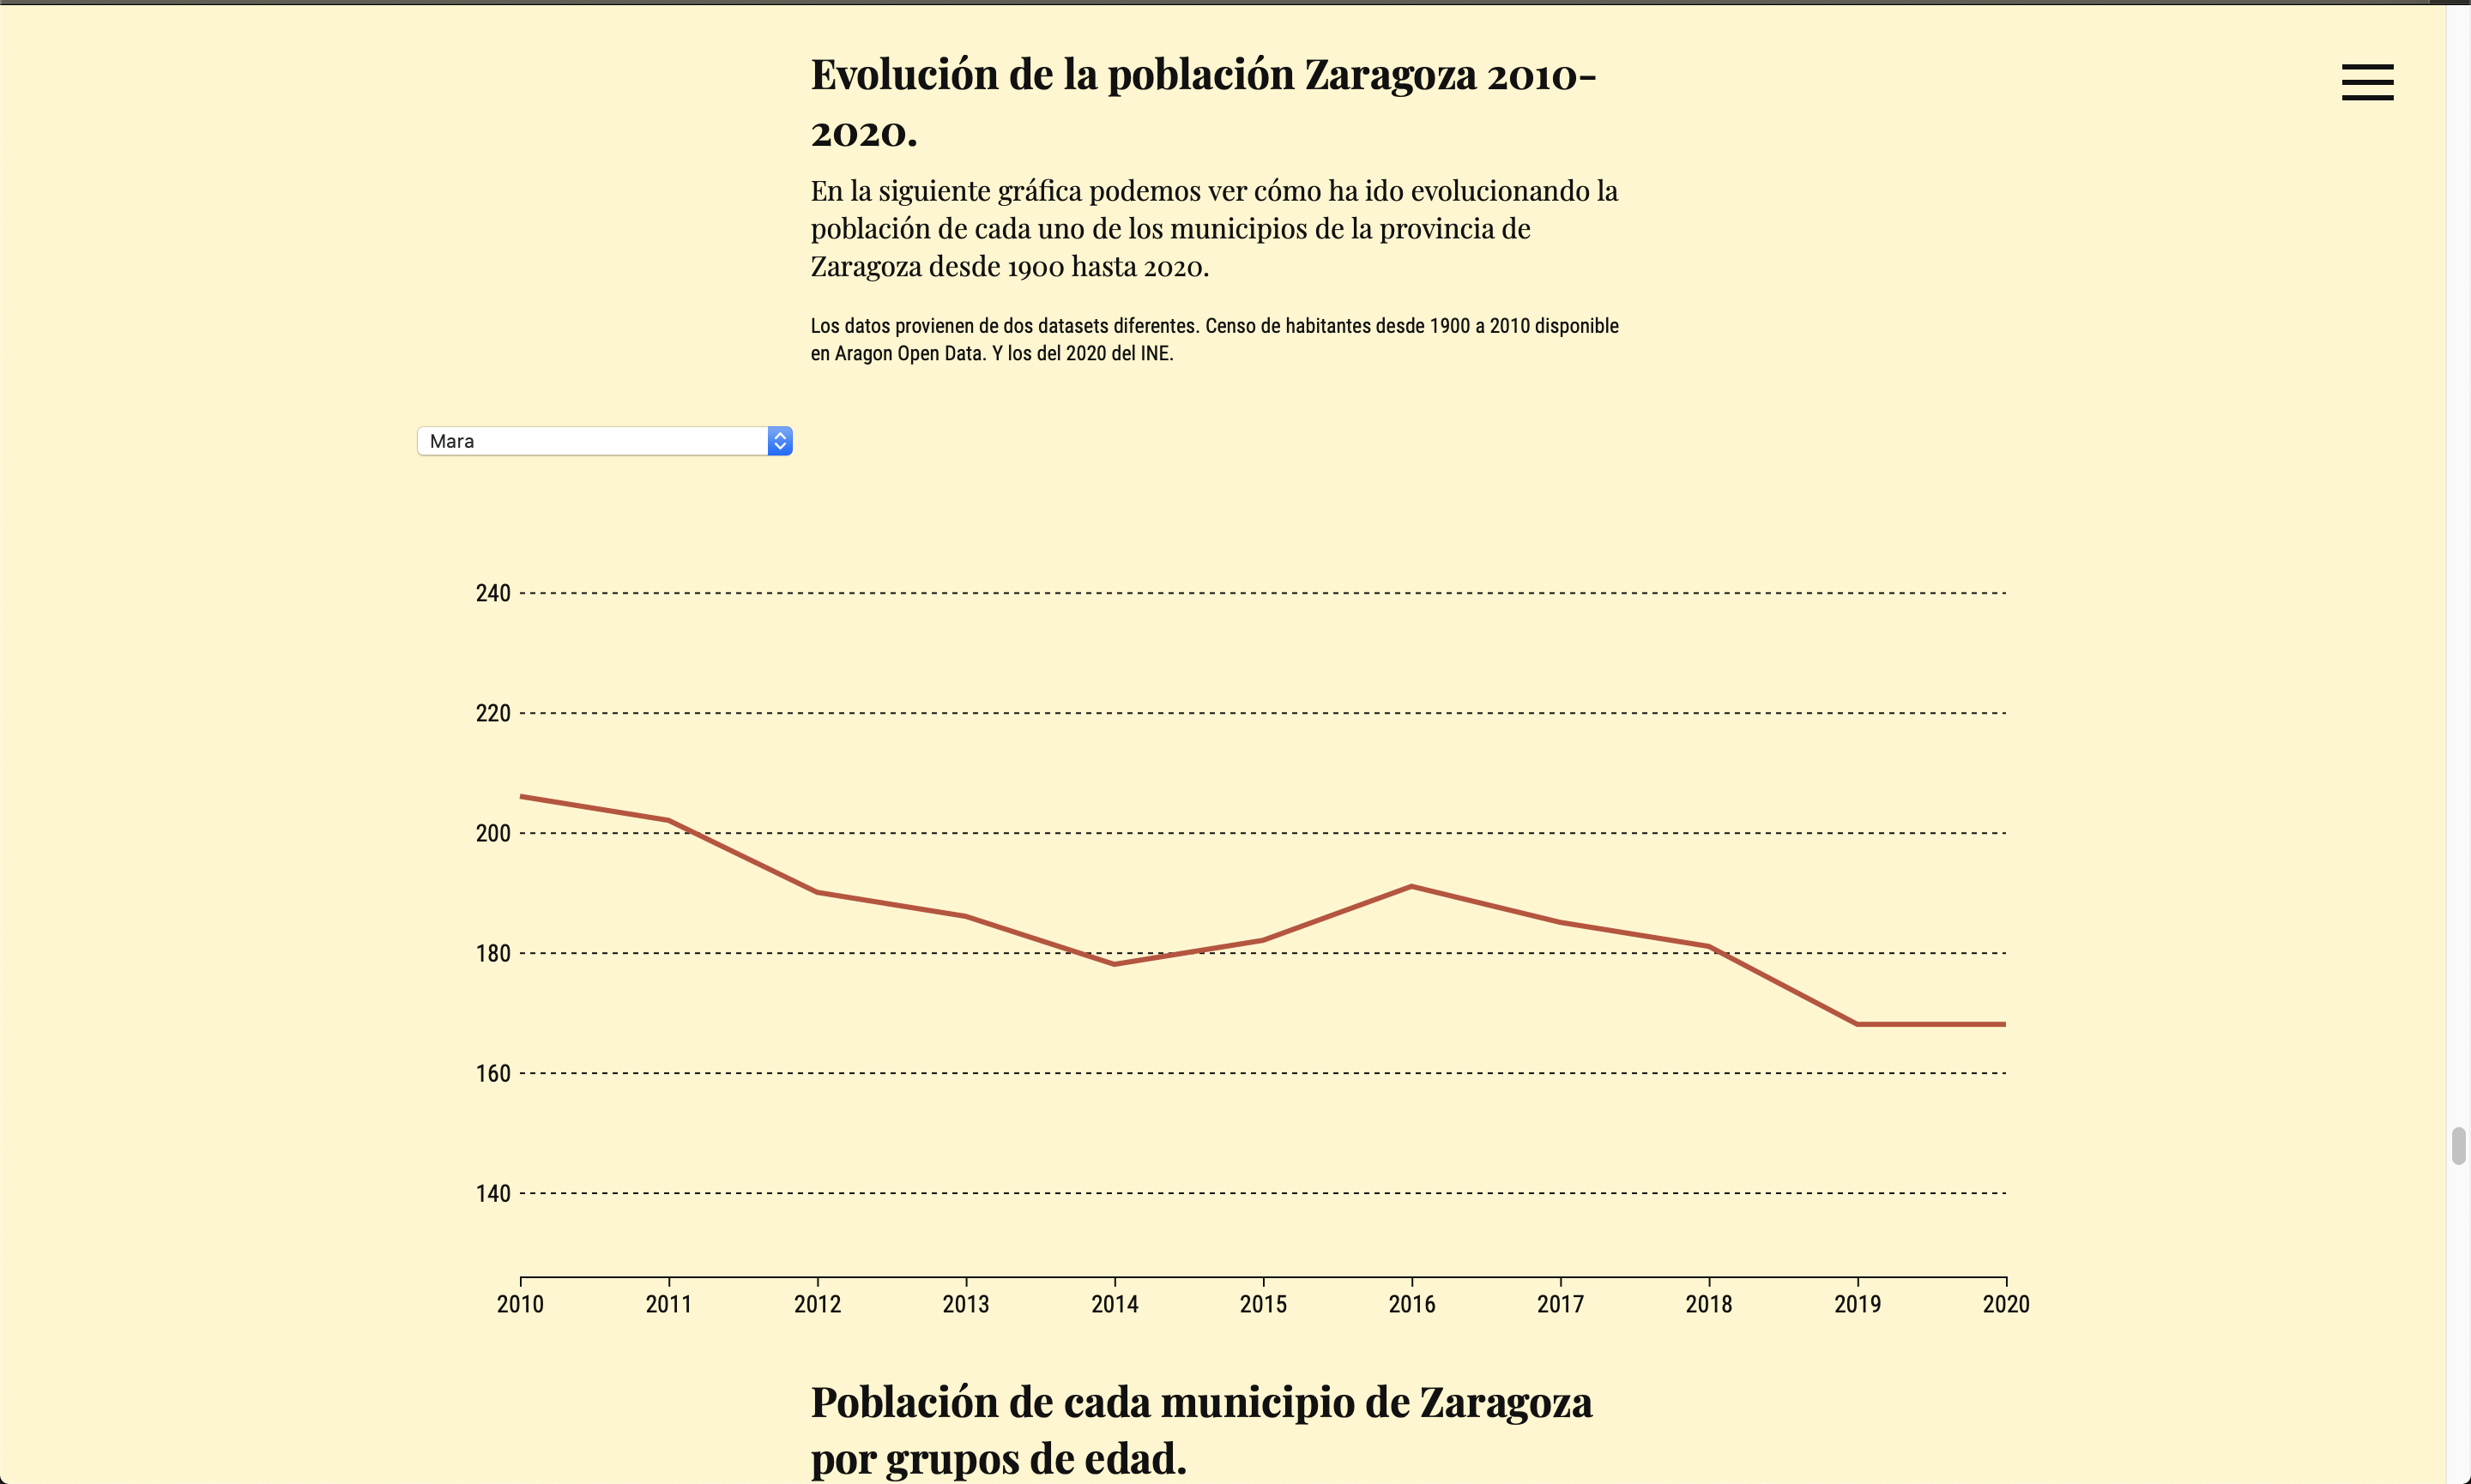 Evolución de la población Zaragoza 2010-
2020.
En la siguiente gráfica podemos ver cómo ha ido evolucionando la
población de cada uno de los municipios de la provincia de
Zaragoza desde 1900 hasta 2020.
Los datos provienen de dos datasets diferentes. Censo de habitantes desde 1900 a 2010 disponible
en Aragon Open Data. Y los del 2020 del INE.
Mara
240
220
200
180
160
140
2010 2011 2012 2013 2014 2015 2016 2017 2018 2019 2020
Población de cada municipio de Zaragoza
por grupos de edad.